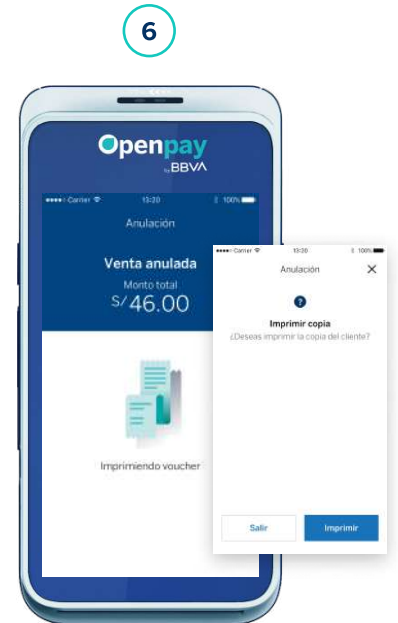 6
Openpay
by BBVA
Carrier 13:20 100%
Anulación
Venta anulada
Monto total
S/46.00
Imprimiendo voucher
Carrier 13:20 100%
Anulación
?
Imprimir copia
¿Deseas imprimir la copia del cliente?
Salir
Imprimir